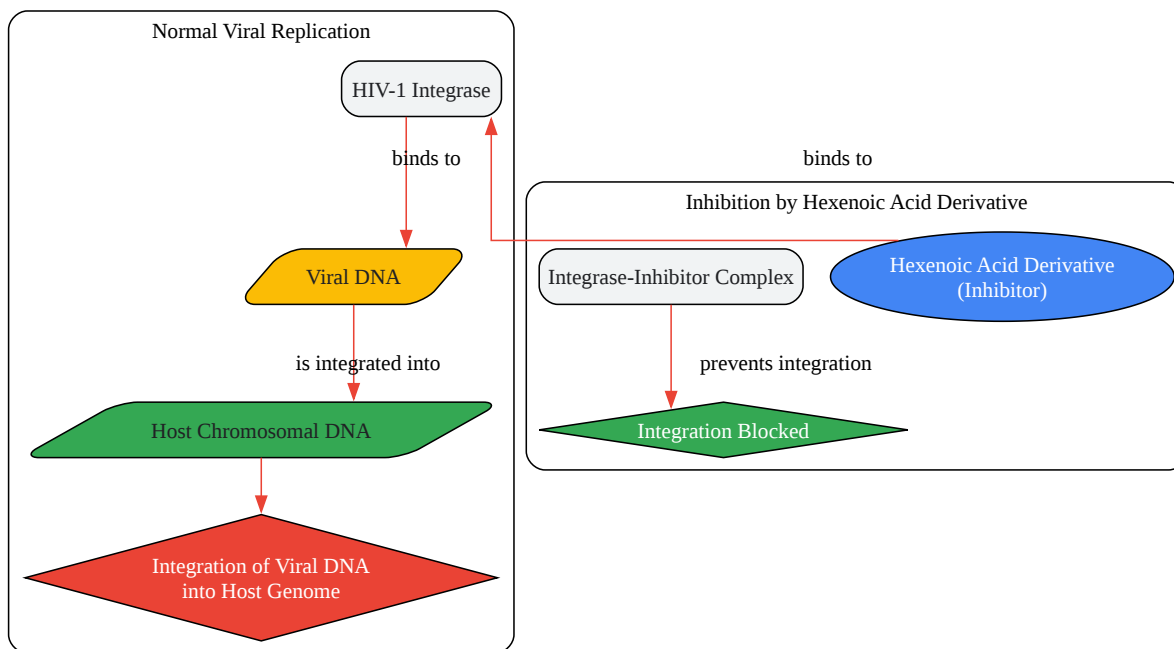 Normal Viral Replication
HIV-1 Integrase
binds to
Viral DNA
is integrated into
Host Chromosomal DNA
Integration of Viral DNA
into Host Genome
binds to
Inhibition by Hexenoic Acid Derivative
Hexenoic Acid Derivative
(Inhibitor)
Integrase-Inhibitor Complex
prevents integration
Integration Blocked